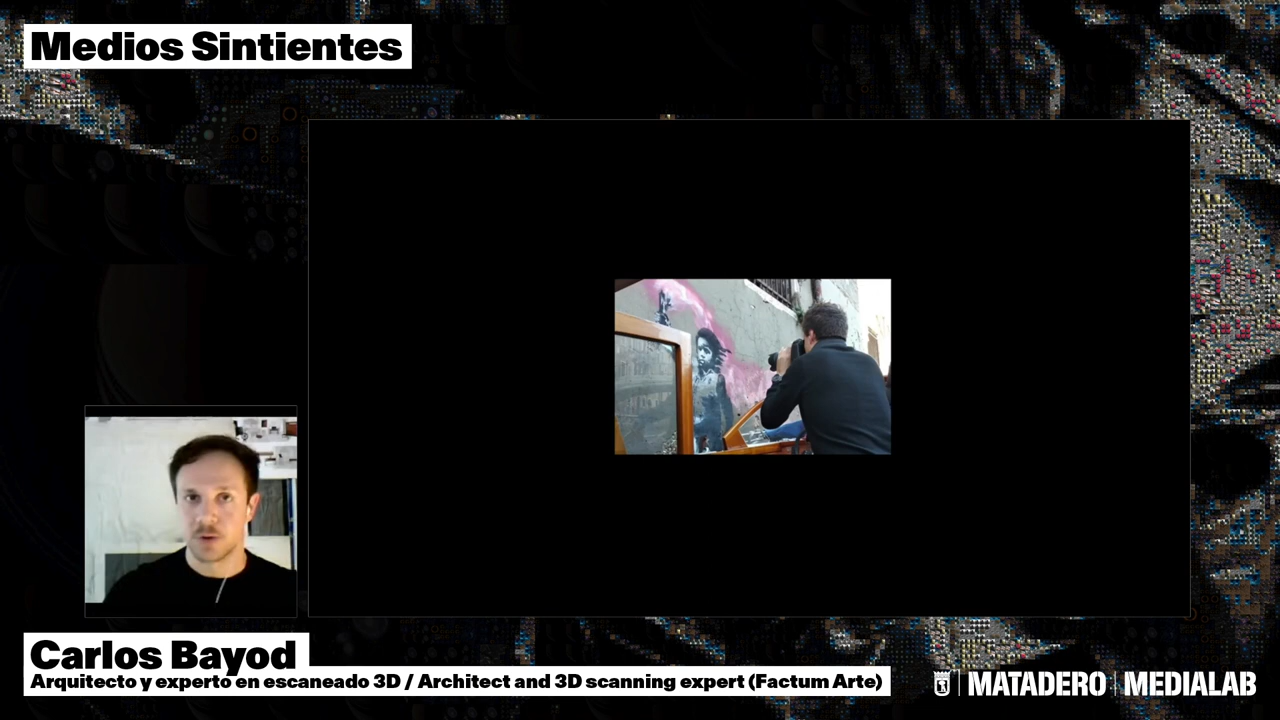 Medios Sintientes
Carlos Bayod
Arquitecto y experto en escaneado 3D / Architect and 3D scanning expert (Factum Arte)
MATADERO MEDIALAB